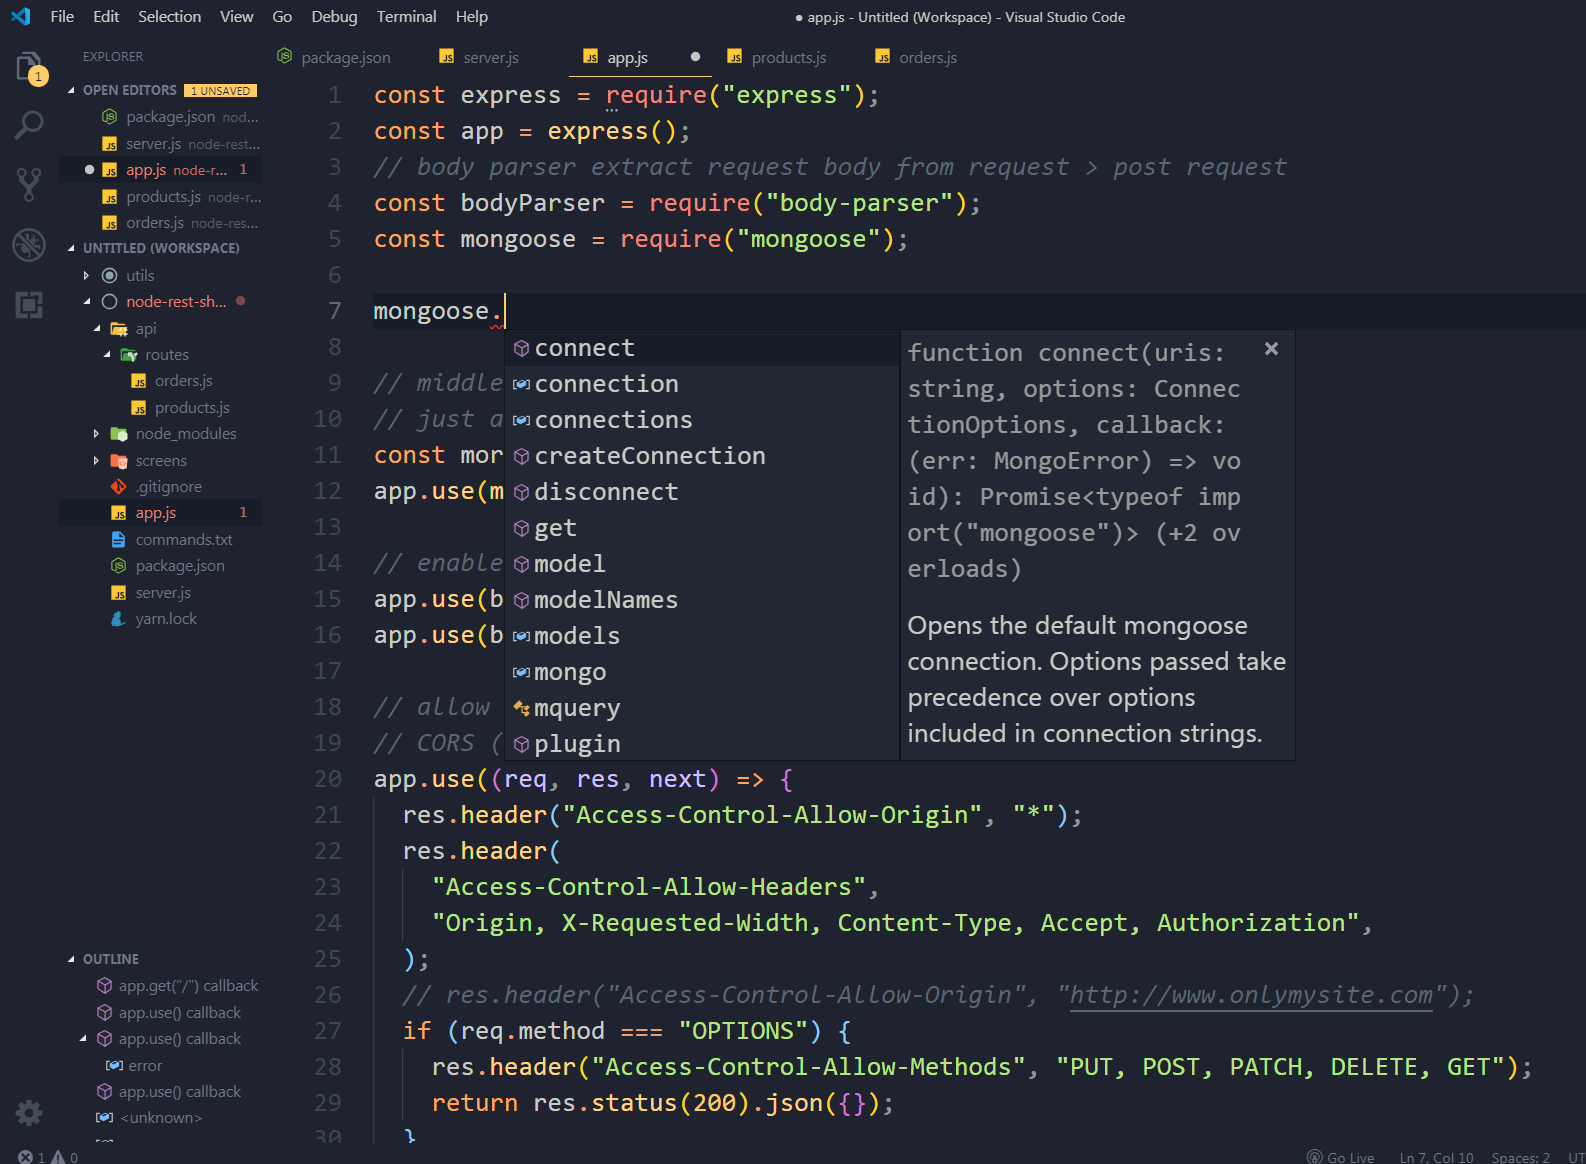 File Edit Selection View Go Debug Terminal Help
● app.js - Untitled (Workspace) - Visual Studio Code
1
EXPLORER
OPEN EDITORS 1 UNSAVED
package.json nod...
server.js node-rest...
app.js node-r... 1
products.js node-r...
orders.js node-res...
UNTITLED (WORKSPACE)
utils
node-rest-sh...
api
routes
orders.js
products.js
node_modules
screens
.gitignore
app.js 1
commands.txt
package.json
server.js
yarn.lock
OUTLINE
app.get("/") callback
app.use() callback
app.use() callback
error
app.use() callback
<unknown>
package.json server.js app.js products.js orders.js
1 const express = require("express");
2 const app = express();
3 // body parser extract request body from request > post request
4 const bodyParser = require("body-parser");
5 const mongoose = require("mongoose");
6
7 mongoose.
8
9 // middle
10 // just a
11 const mor
12 app.use(m
13
14 // enable
15 app.use(b
16 app.use(b
17
18 // allow
19 // CORS (
20 app.use((req, res, next) => {
21 res.header("Access-Control-Allow-Origin", "*");
22 res.header(
23 "Access-Control-Allow-Headers",
24 "Origin, X-Requested-Width, Content-Type, Accept, Authorization",
25 );
26 // res.header("Access-Control-Allow-Origin", "http://www.onlymysite.com");
27 if (req.method === "OPTIONS") {
28 res.header("Access-Control-Allow-Methods", "PUT, POST, PATCH, DELETE, GET");
29 return res.status(200).json({});
30 }
connect
connection
connections
createConnection
disconnect
get
model
modelNames
models
mongo
mquery
plugin
function connect(uris:
string, options: Connec
tionOptions, callback:
(err: MongoError) => vo
id): Promise<typeof imp
ort("mongoose")> (+2 ov
erloads)
Opens the default mongoose
connection. Options passed take
precedence over options
included in connection strings.
1 0
Go Live Ln 7, Col 10 Spaces: 2 UT